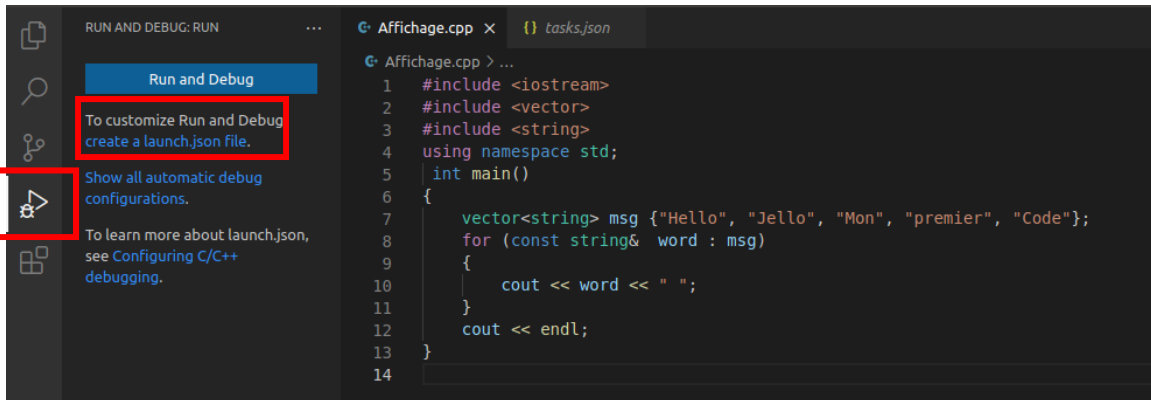 RUN AND DEBUG: RUN ...
Run and Debug
To customize Run and Debug
create a launch.json file.
Show all automatic debug
configurations.
To learn more about launch.json,
see Configuring C/C++
debugging.
Affichage.cpp × {} tasks.json
Affichage.cpp > ...
1 #include <iostream>
2 #include <vector>
3 #include <string>
4 using namespace std;
5 int main()
6 {
7 vector<string> msg {"Hello", "Jello", "Mon", "premier", "Code"};
8 for (const string&  word : msg)
9 {
10 cout << word << " ";
11 }
12 cout << endl;
13 }
14